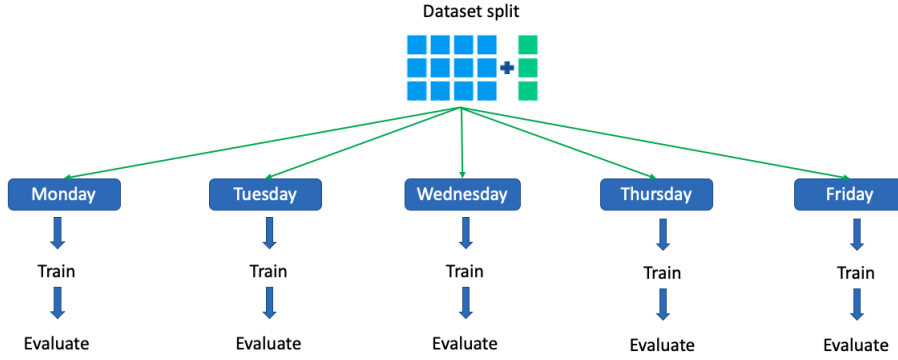 Dataset split
Monday
Tuesday
Wednesday
Thursday
Friday
Train
Train
Train
Train
Train
Evaluate
Evaluate
Evaluate
Evaluate
Evaluate